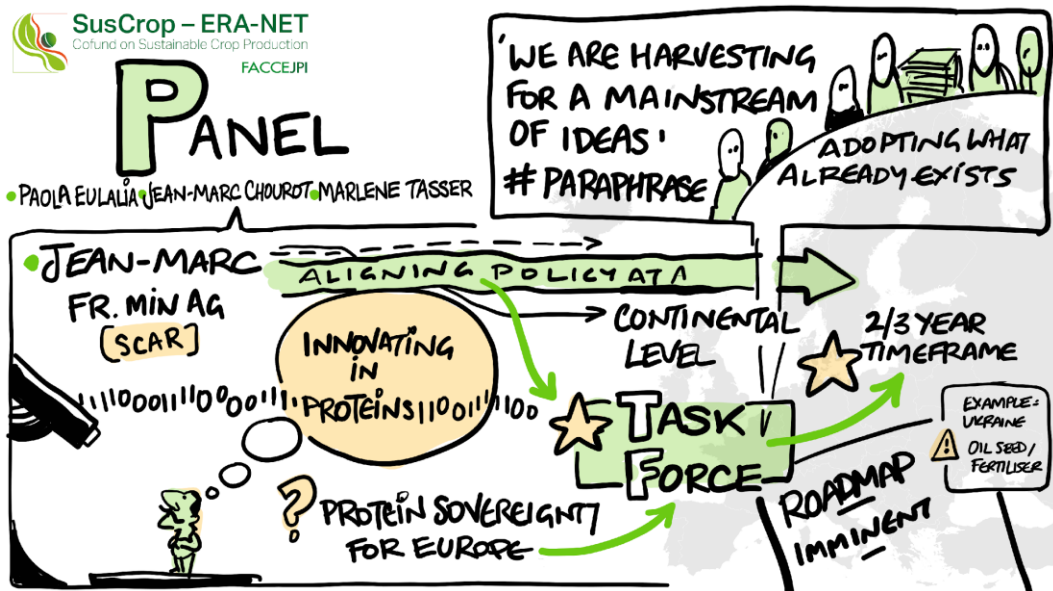 SusCrop – ERA-NET
Cofund on Sustainable Crop Production
FACCEJPI
PANEL
• PAOLA EULALIA • JEAN-MARC CHOUROT • MARLENE TASSER
'WE ARE HARVESTING
FOR A MAINSTREAM
OF IDEAS'
# PARAPHRASE
ADOPTING WHAT
ALREADY EXISTS
• JEAN-MARC
FR. MIN AG
[SCAR]
ALIGNING POLICY AT A
CONTINENTAL
LEVEL
INNOVATING
IN
PROTEINS
TASK
FORCE
2/3 YEAR
TIMEFRAME
? PROTEIN SOVEREIGNTY
FOR EUROPE
ROADMAP
IMMINENT
EXAMPLE:
UKRAINE
! OIL SEED/
FERTILISER